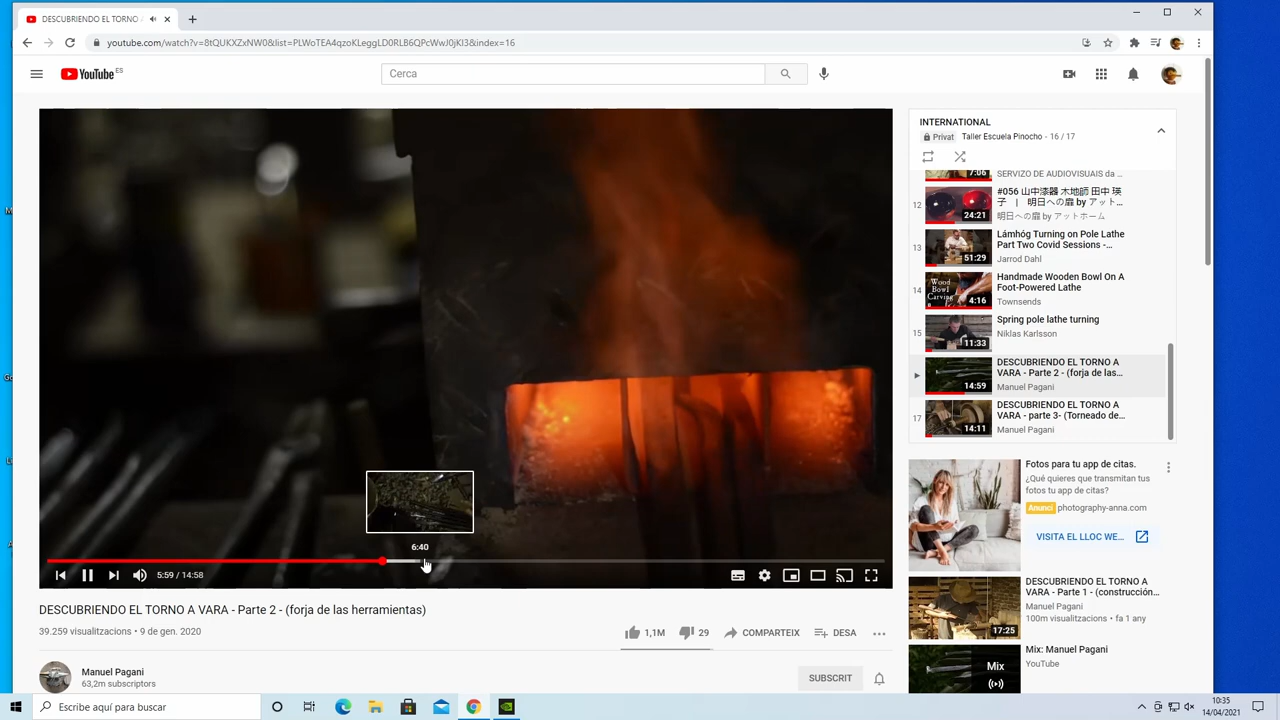 DESCUBRIENDO EL TORNO A
youtube.com/watch?v=8tQUKXZxNW0&list=PLWoTEA4qzoKLeggLD0RLB6QPcWwJ0jKI3&index=16
YouTube ES
Cerca
INTERNATIONAL
Privat Taller Escuela Pinocho - 16 / 17
7:06
SERVIZO DE AUDIOVISUAIS da ...
12
#056 山中漆器 木地師 田中 瑛
子 | 明日への扉 by アット…
明日への扉 by アットホーム
24:21
13
Lámhóg Turning on Pole Lathe
Part Two Covid Sessions -...
Jarrod Dahl
51:29
14
Wood
Bowl
Carving
Handmade Wooden Bowl On A
Foot-Powered Lathe
Townsends
4:16
15
Spring pole lathe turning
Niklas Karlsson
11:33
DESCUBRIENDO EL TORNO A
VARA - Parte 2 - (forja de las...
Manuel Pagani
14:59
17
DESCUBRIENDO EL TORNO A
VARA - parte 3- (Torneado de...
Manuel Pagani
14:11
6:40
5:59 / 14:58
DESCUBRIENDO EL TORNO A VARA - Parte 2 - (forja de las herramientas)
39.259 visualitzacions • 9 de gen. 2020
1,1M
29
COMPARTEIX
DESA
Manuel Pagani
63,2m subscriptors
SUBSCRIT
Fotos para tu app de citas.
¿Qué quieres que transmitan tus
fotos tu app de citas?
Anunci photography-anna.com
VISITA EL LLOC WE...
DESCUBRIENDO EL TORNO A
VARA - Parte 1 - (construcción...
Manuel Pagani
100m visualitzacions • fa 1 any
17:25
Mix: Manuel Pagani
YouTube
Mix
Espacio
Escribe aquí para buscar
10:35
14/04/2021